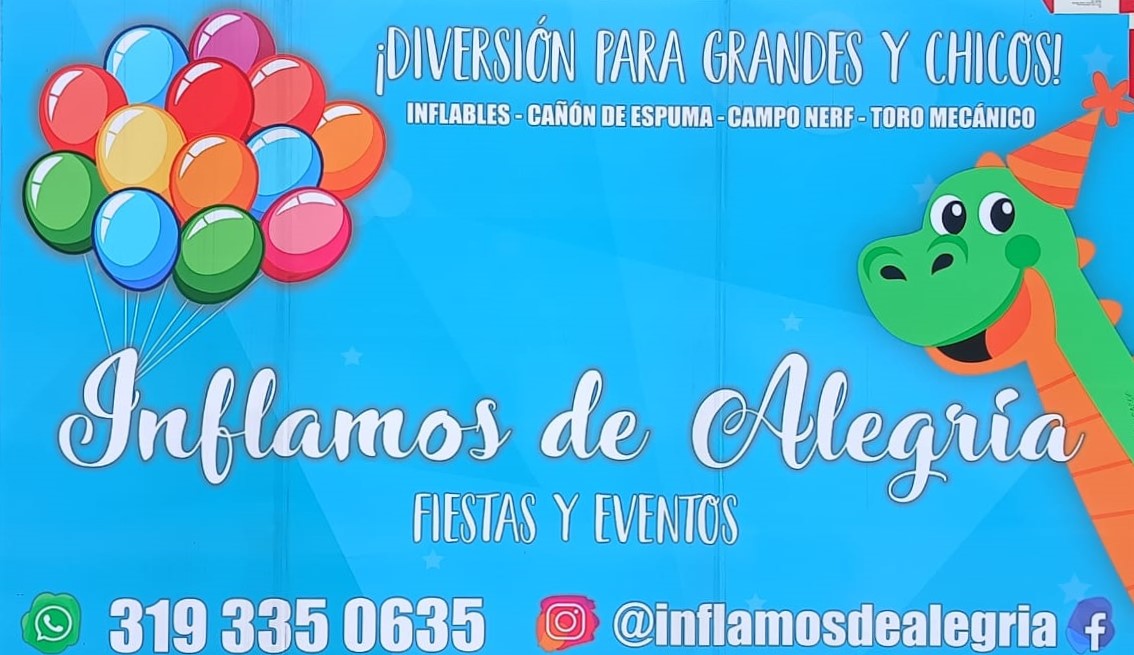 ¡DIVERSIÓN PARA GRANDES Y CHICOS!
INFLABLES - CAÑÓN DE ESPUMA - CAMPO NERF - TORO MECÁNICO
Inflamos de Alegría
FIESTAS Y EVENTOS
319 335 0635 @inflamosdealegria